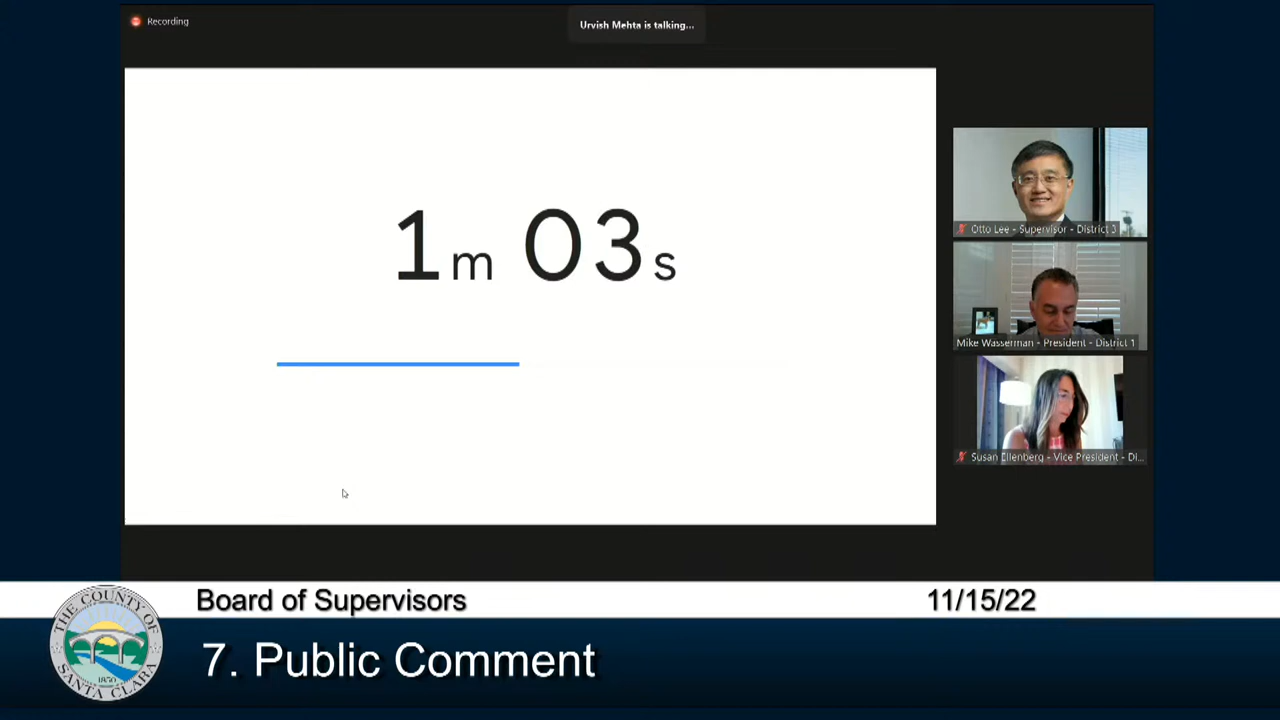 Recording
Urvish Mehta is talking...
1m 03s
Otto Lee - Supervisor - District 3
Mike Wasserman - President - District 1
Susan Ellenberg - Vice President - Di...
Board of Supervisors
11/15/22
7. Public Comment
THE COUNTY OF SANTA CLARA
1850